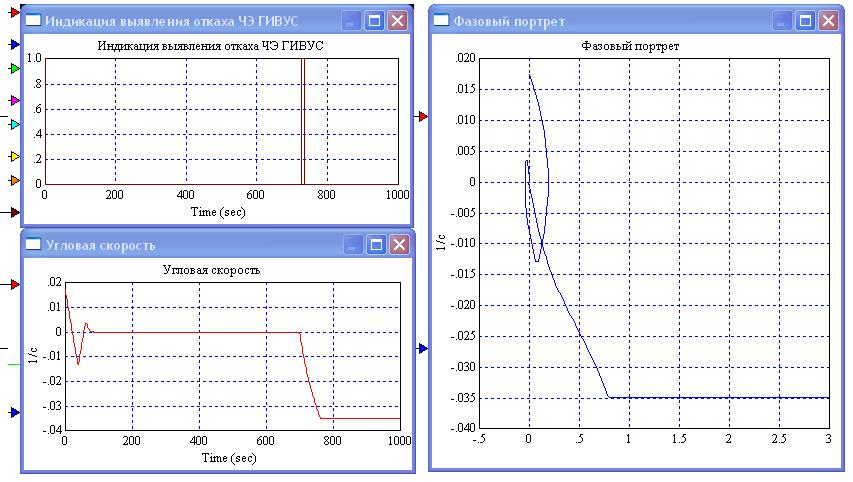 Индикация выявления откаха ЧЭ ГИВУС
Индикация выявления откаха ЧЭ ГИВУС
1.0
.8
.6
.4
.2
0
0 200 400 600 800 1000
Time (sec)
Угловая скорость
Угловая скорость
.02
.01
0
-.01
-.02
-.03
-.04
1/c
0 200 400 600 800 1000
Time (sec)
Фазовый портрет
Фазовый портрет
.020
.015
.010
.005
0
-.005
-.010
-.015
-.020
-.025
-.030
-.035
-.040
1/c
-.5 0 .5 1 1.5 2 2.5 3